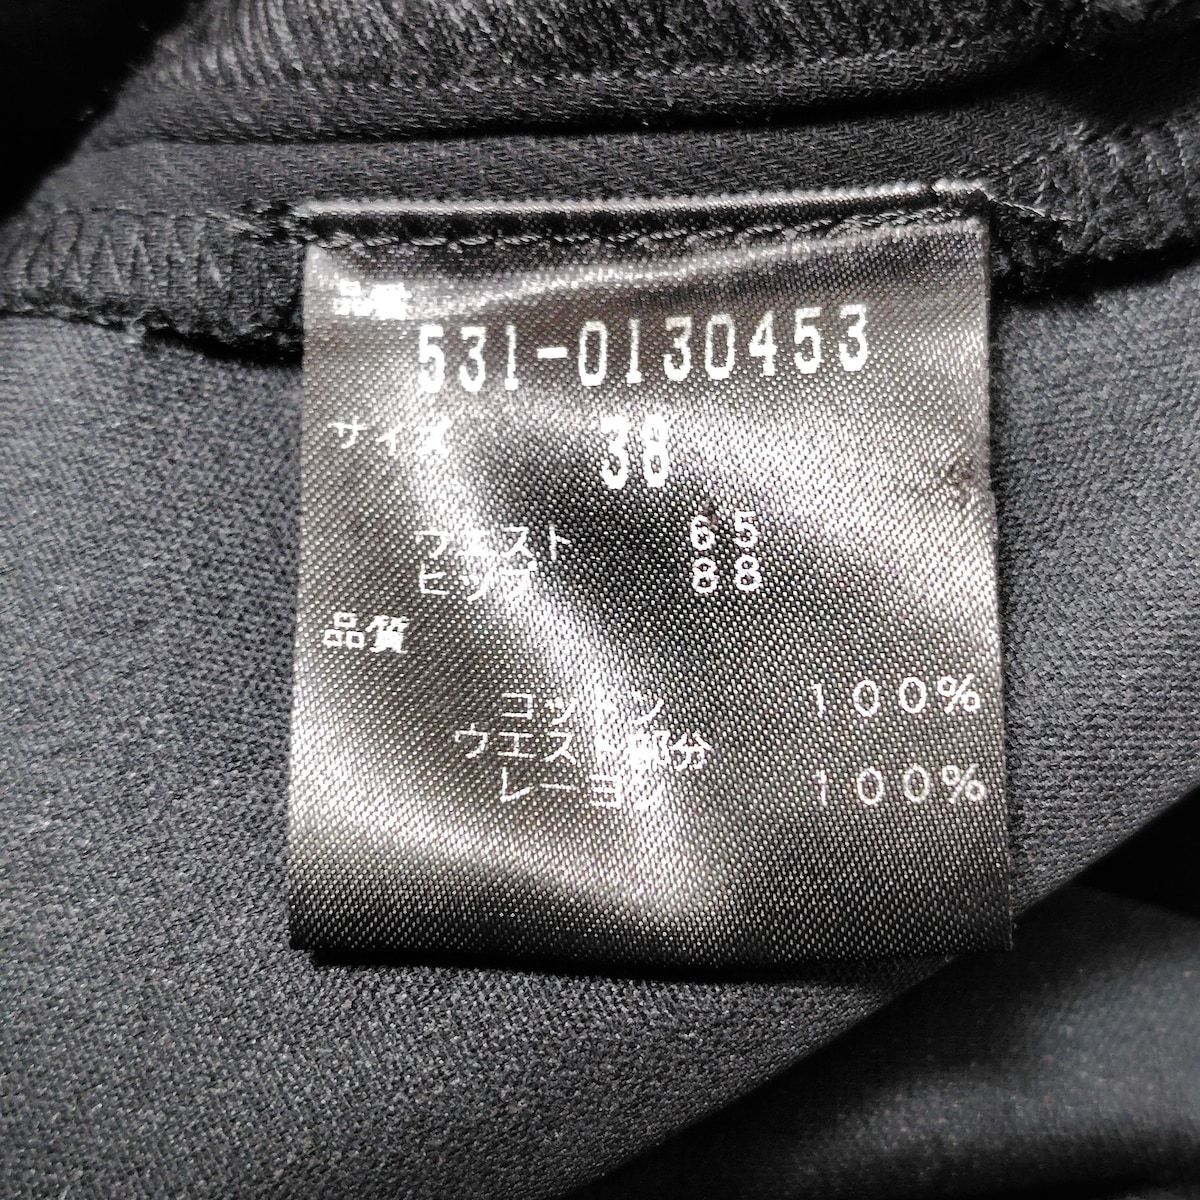 品質
531-0130453
サイズ 38
ウエスト 65
ヒップ 88
品質
コットン 100%
ウエスト部分
レーヨン 100%